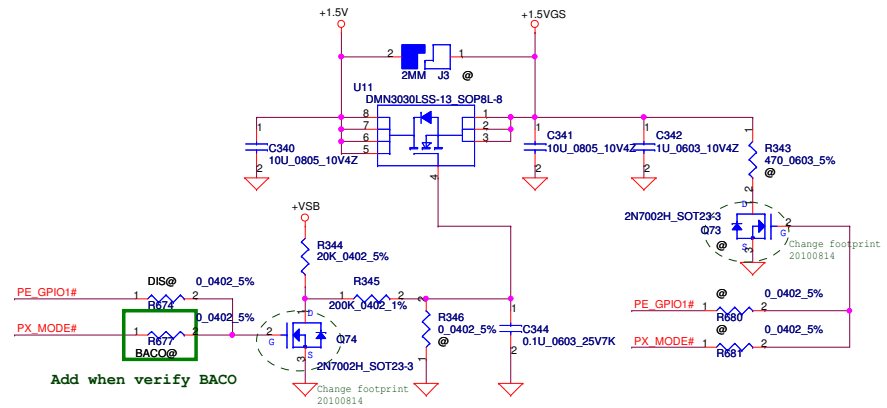 +1.5V
+1.5VGS
2
1
2MM
J3
@
U11
DMN3030LSS-13_SOP8L-8
8
7
6
5
1
2
3
4
1
C340
10U_0805_10V4Z
2
1
C341
10U_0805_10V4Z
2
1
C342
1U_0603_10V4Z
2
1
R343
470_0603_5%
@
2
+VSB
R344
20K_0402_5%
2N7002H_SOT23-3
D
Q73
@
G
2
S
3
Change footprint
20100814
DIS@
0_0402_5%
PE_GPIO1#
1
2
R674
0_0402_5%
PX_MODE#
1
2
R677
BACO@
Add when verify BACO
R345
1
2
200K_0402_1%
D
2
G
Q74
S
3
2N7002H_SOT23-3
Change footprint
20100814
2
R346
0_0402_5%
@
1
1
C344
0.1U_0603_25V7K
2
@
0_0402_5%
PE_GPIO1#
1
2
R680
@
0_0402_5%
PX_MODE#
1
2
R681